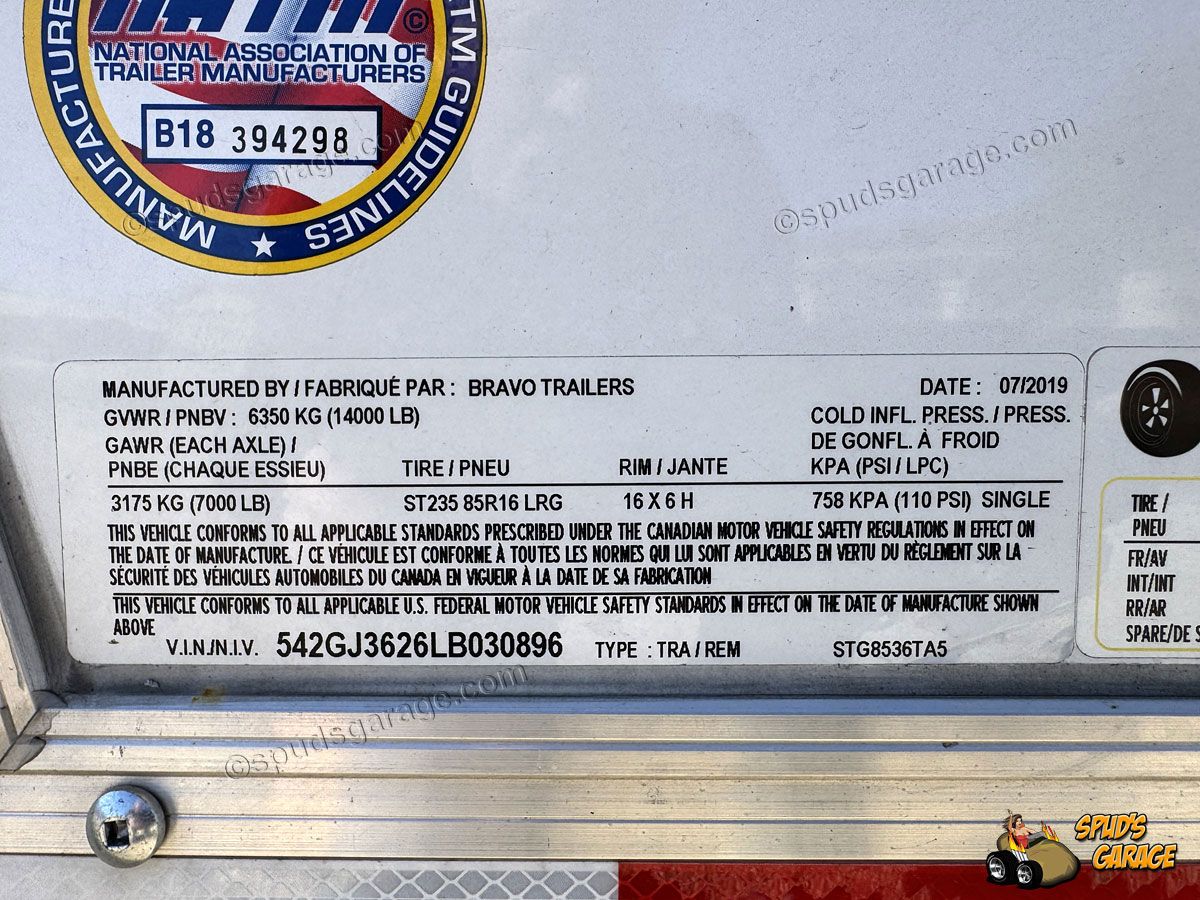 MANUFACTURE
TM GUIDELINES
©
NATIONAL ASSOCIATION OF
TRAILER MANUFACTURERS
B18 394298
©spudsgarage.com
©spudsgarage.com
MANUFACTURED BY / FABRIQUÉ PAR : BRAVO TRAILERS DATE : 07/2019
GVWR / PNBV : 6350 KG (14000 LB) COLD INFL. PRESS. / PRESS.
GAWR (EACH AXLE) / DE GONFL. À FROID
PNBE (CHAQUE ESSIEU) TIRE / PNEU RIM / JANTE KPA (PSI / LPC)
3175 KG (7000 LB) ST235 85R16 LRG 16 X 6 H 758 KPA (110 PSI) SINGLE
THIS VEHICLE CONFORMS TO ALL APPLICABLE STANDARDS PRESCRIBED UNDER THE CANADIAN MOTOR VEHICLE SAFETY REGULATIONS IN EFFECT ON
THE DATE OF MANUFACTURE. / CE VÉHICULE EST CONFORME À TOUTES LES NORMES QUI LUI SONT APPLICABLES EN VERTU DU RÈGLEMENT SUR LA
SÉCURITÉ DES VÉHICULES AUTOMOBILES DU CANADA EN VIGUEUR À LA DATE DE SA FABRICATION
THIS VEHICLE CONFORMS TO ALL APPLICABLE U.S. FEDERAL MOTOR VEHICLE SAFETY STANDARDS IN EFFECT ON THE DATE OF MANUFACTURE SHOWN
ABOVE
V.I.N./N.I.V. 542GJ3626LB030896 TYPE : TRA / REM STG8536TA5
TIRE /
PNEU
FR/AV
INT/INT
RR/AR
SPARE/DE S
©spudsgarage.com
SPUD'S
GARAGE